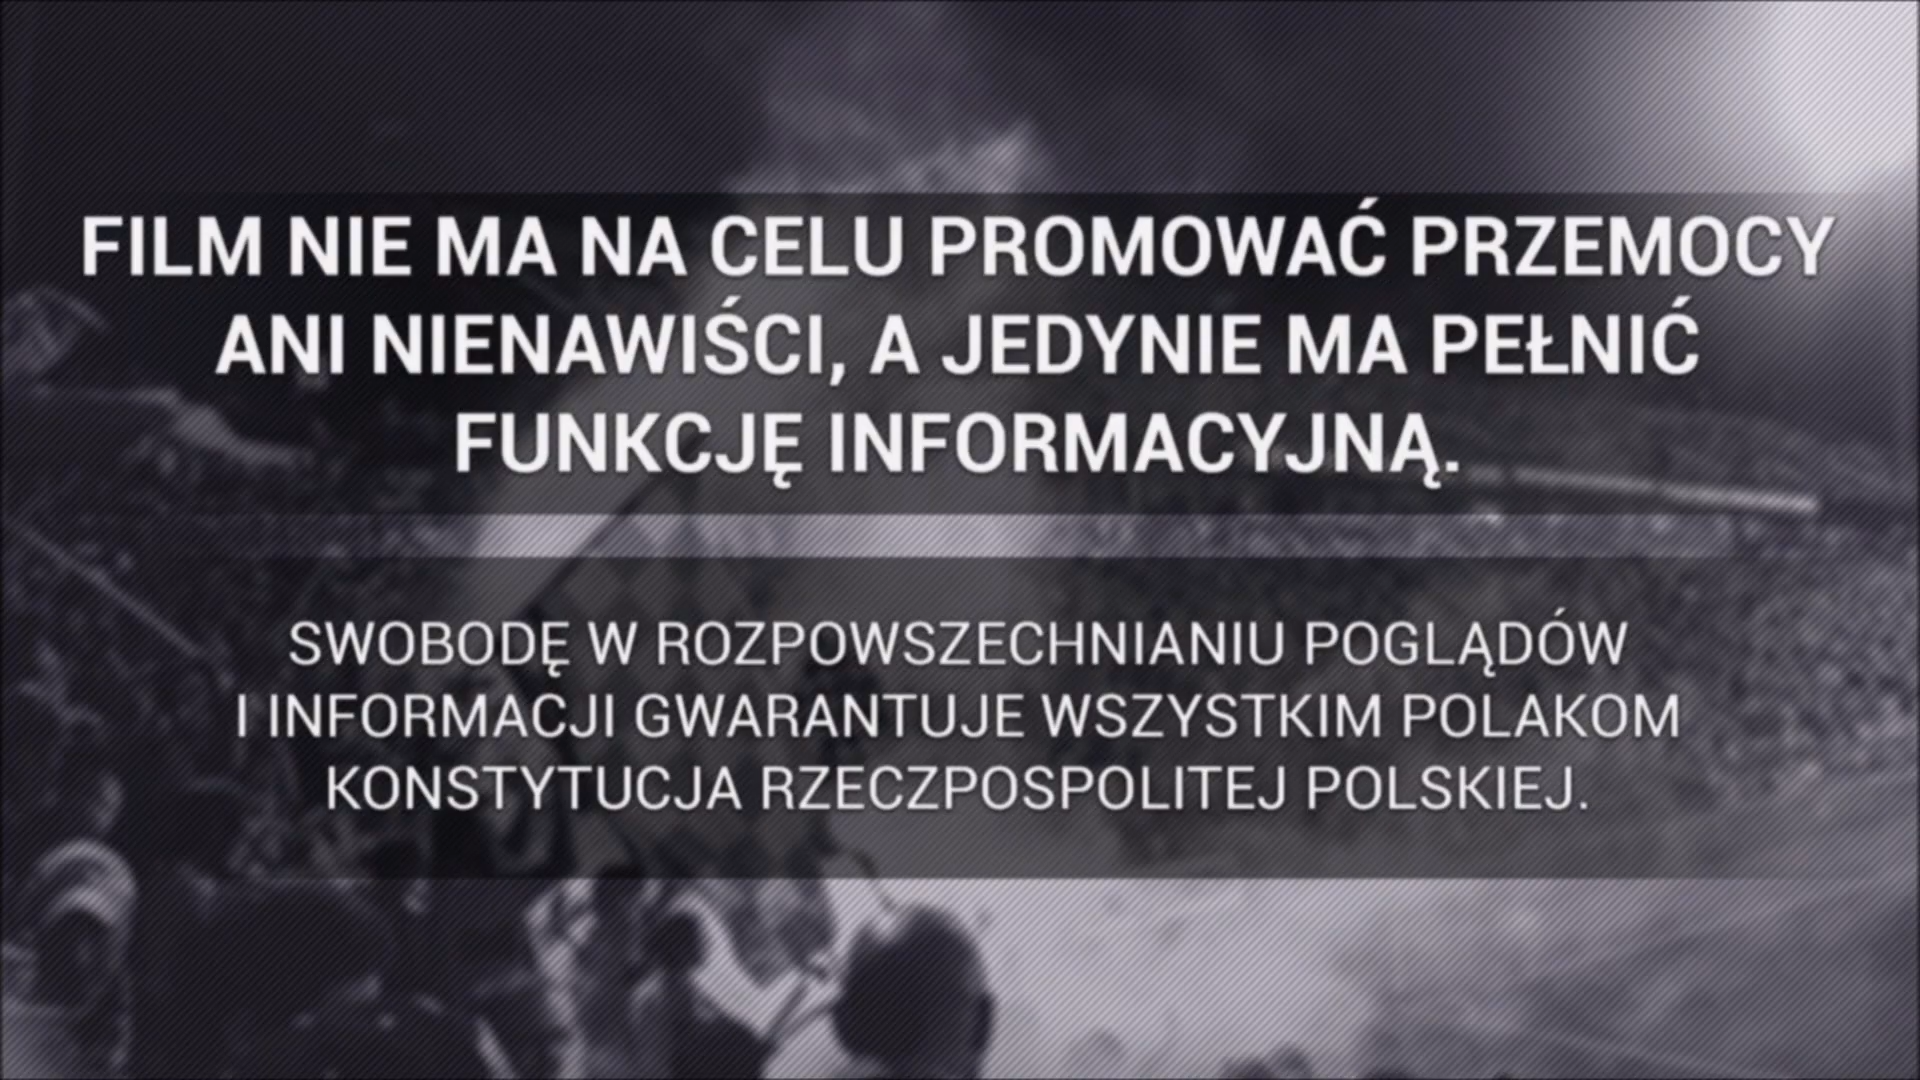 FILM NIE MA NA CELU PROMOWAĆ PRZEMOCY
ANI NIENAWIŚCI, A JEDYNIE MA PEŁNIĆ
FUNKCJĘ INFORMACYJNĄ.
SWOBODĘ W ROZPOWSZECHNIANIU POGLĄDÓW
I INFORMACJI GWARANTUJE WSZYSTKIM POLAKOM
KONSTYTUCJA RZECZPOSPOLITEJ POLSKIEJ.